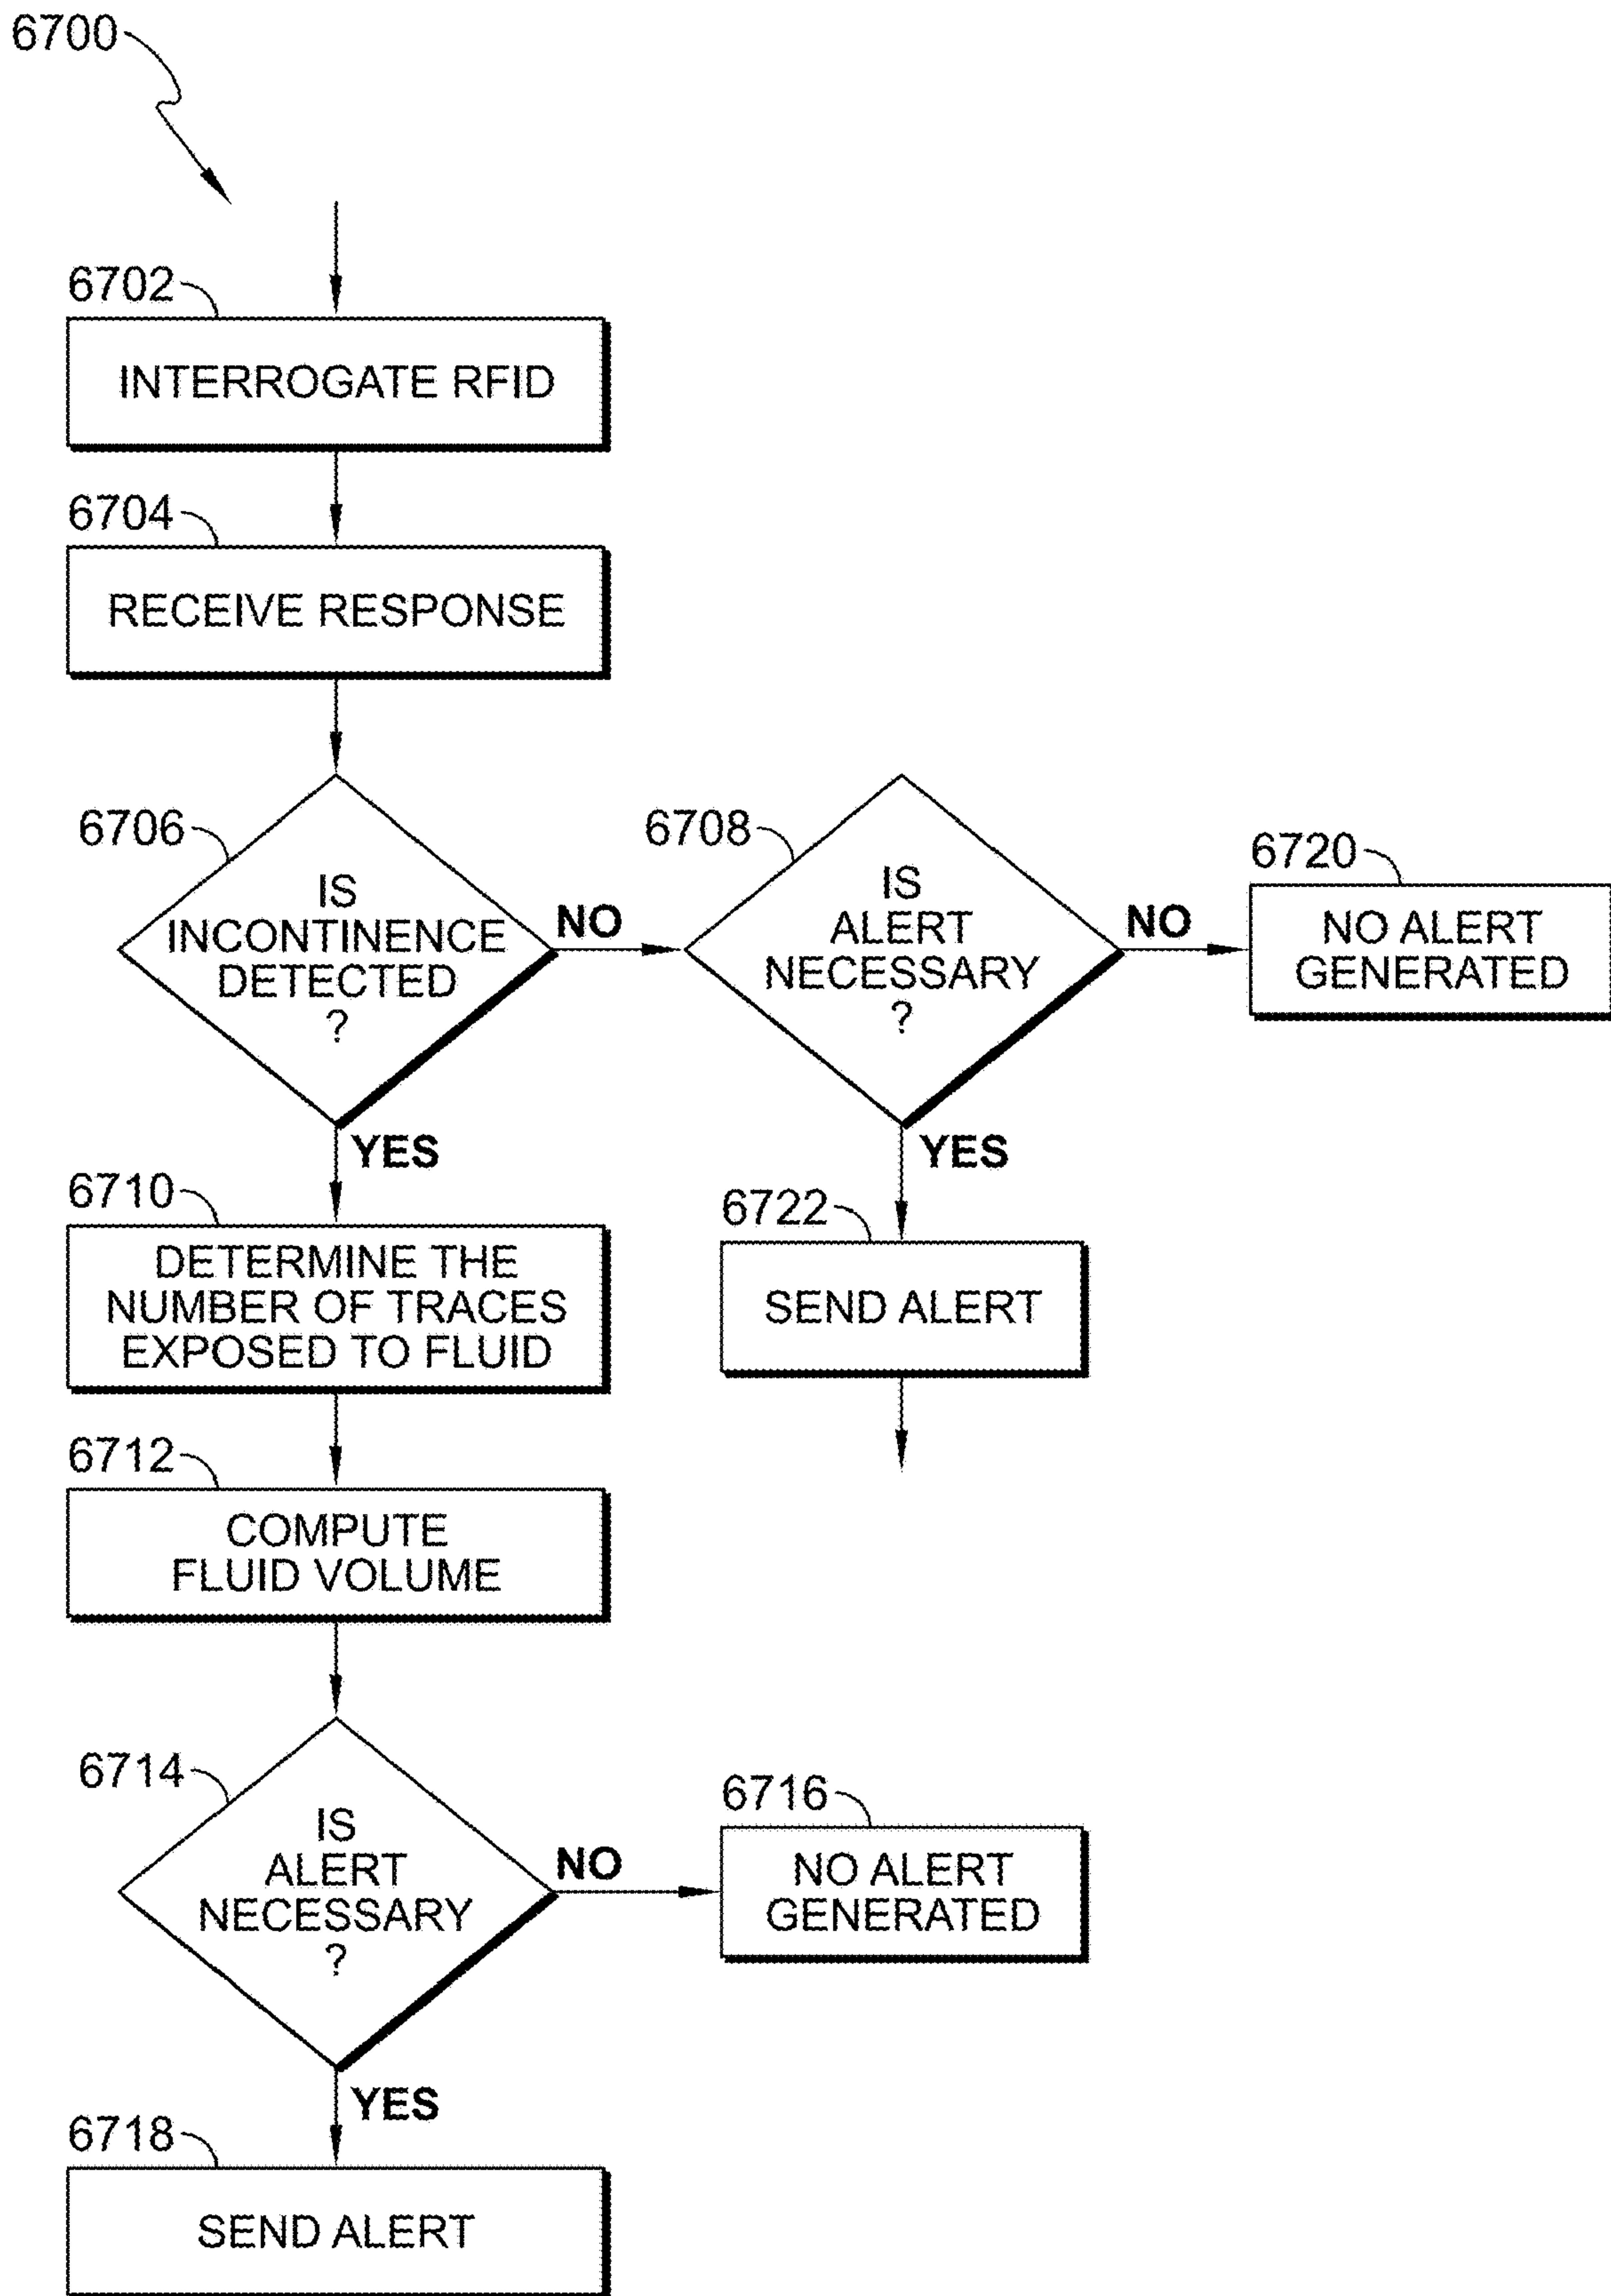 6700
6702
INTERROGATE RFID
6704
RECEIVE RESPONSE
6706
IS
INCONTINENCE
DETECTED
?
NO
YES
6708
IS
ALERT
NECESSARY
?
NO
YES
6720
NO ALERT
GENERATED
6722
SEND ALERT
6710
DETERMINE THE
NUMBER OF TRACES
EXPOSED TO FLUID
6712
COMPUTE
FLUID VOLUME
6714
IS
ALERT
NECESSARY
?
NO
YES
6716
NO ALERT
GENERATED
6718
SEND ALERT